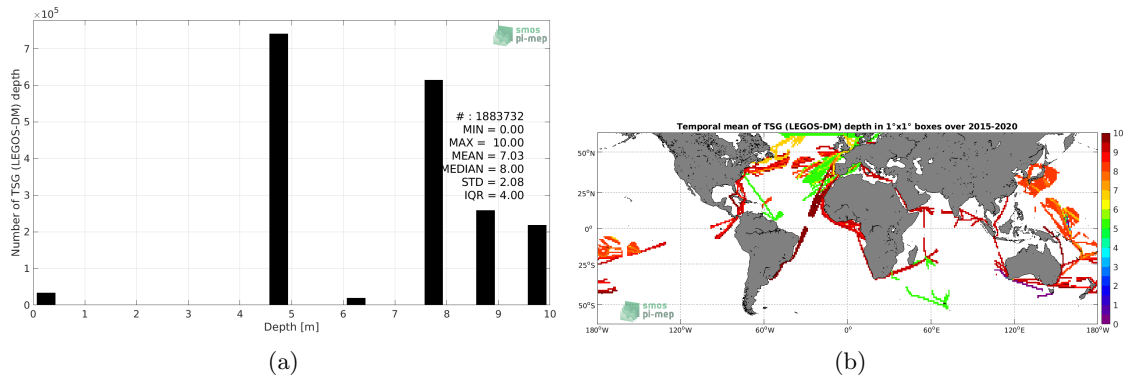 ×10⁵
smos
pi-mep
7
6
5
4
3
2
1
0
Number of TSG (LEGOS-DM) depth
# : 1883732
MIN = 0.00
MAX = 10.00
MEAN = 7.03
MEDIAN = 8.00
STD = 2.08
IQR = 4.00
0 1 2 3 4 5 6 7 8 9 10
Depth [m]
(a)
Temporal mean of TSG (LEGOS-DM) depth in 1°x1° boxes over 2015-2020
50°N
25°N
0°
25°S
50°S
smos
pi-mep
180°W 120°W 60°W 0° 60°E 120°E 180°W
10
9
8
7
6
5
4
3
2
1
0
(b)